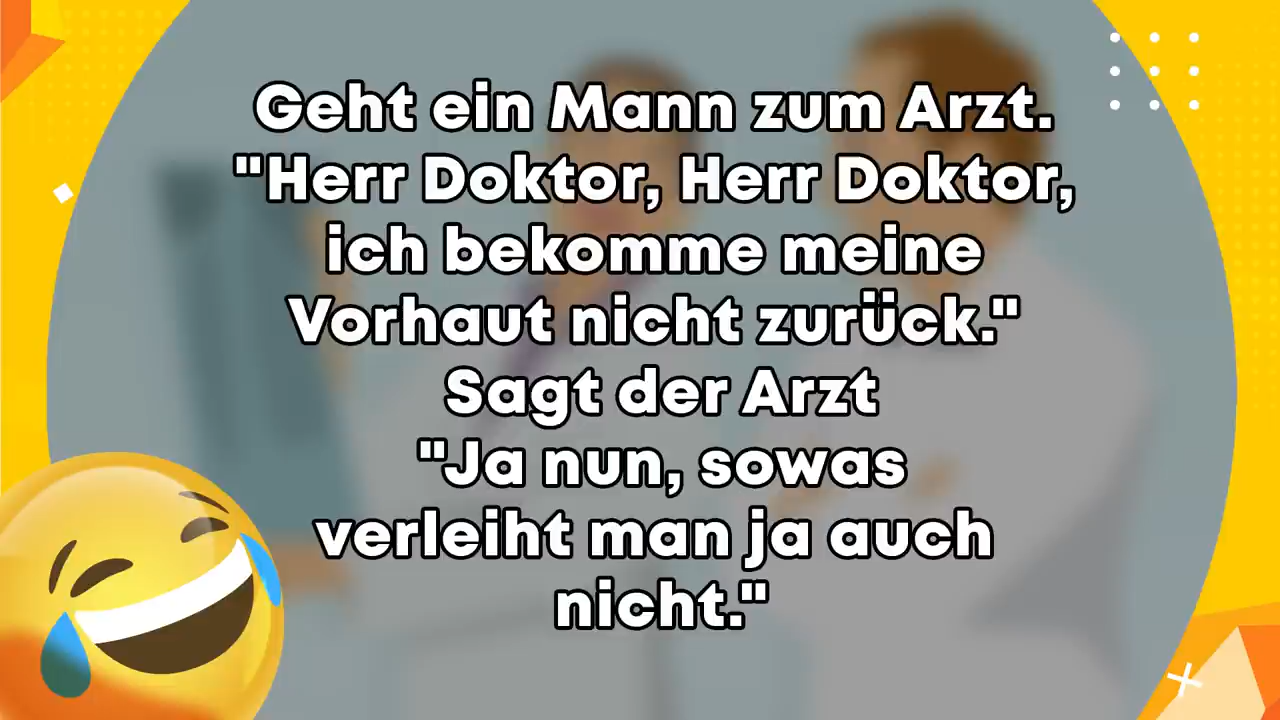 Geht ein Mann zum Arzt.
"Herr Doktor, Herr Doktor,
ich bekomme meine
Vorhaut nicht zurück."
Sagt der Arzt
"Ja nun, sowas
verleiht man ja auch
nicht."